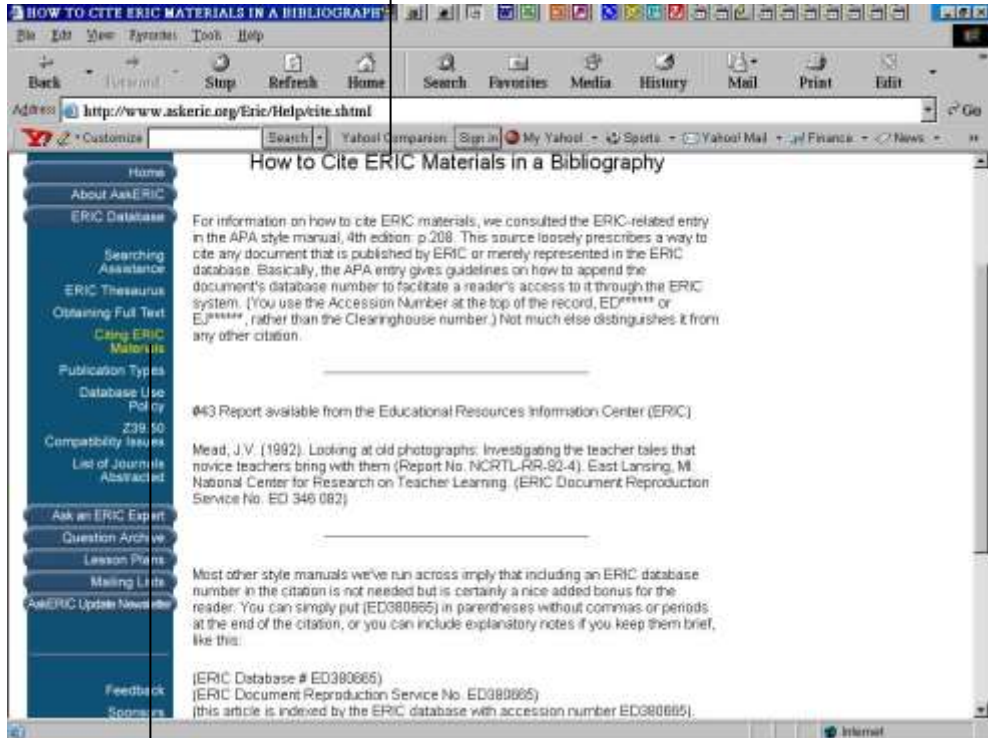 HOW TO CITE ERIC MATERIALS IN A BIBLIOGRAPHY
File Edit View Favorites Tools Help
Back Forward Stop Refresh Home Search Favorites Media History Mail Print Edit
Address http://www.askeric.org/Eric/Help/cite.shtml Go
Y? Customize Search Yahoo! Companion: Sign In My Yahoo! Sports Yahoo! Mail Finance News
Home
About AskERIC
ERIC Database
Searching
Assistance
ERIC Thesaurus
Obtaining Full Text
Citing ERIC
Materials
Publication Types
Database Use
Policy
Z39.50
Compatibility Issues
List of Journals
Abstracted
Ask an ERIC Expert
Question Archive
Lesson Plans
Mailing Lists
AskERIC Update Newsletter
Feedback
Sponsors
How to Cite ERIC Materials in a Bibliography
For information on how to cite ERIC materials, we consulted the ERIC-related entry
in the APA style manual, 4th edition: p.208. This source loosely prescribes a way to
cite any document that is published by ERIC or merely represented in the ERIC
database. Basically, the APA entry gives guidelines on how to append the
document's database number to facilitate a reader's access to it through the ERIC
system. (You use the Accession Number at the top of the record, ED****** or
EJ******, rather than the Clearinghouse number.) Not much else distinguishes it from
any other citation.
#43 Report available from the Educational Resources Information Center (ERIC)
Mead, J.V. (1992). Looking at old photographs: Investigating the teacher tales that
novice teachers bring with them (Report No. NCRTL-RR-92-4). East Lansing, MI:
National Center for Research on Teacher Learning. (ERIC Document Reproduction
Service No. ED 346 082)
Most other style manuals we've run across imply that including an ERIC database
number in the citation is not needed but is certainly a nice added bonus for the
reader. You can simply put (ED380665) in parentheses without commas or periods
at the end of the citation, or you can include explanatory notes if you keep them brief,
like this:
(ERIC Database # ED380665)
(ERIC Document Reproduction Service No. ED380665)
(this article is indexed by the ERIC database with accession number ED380665).
Internet